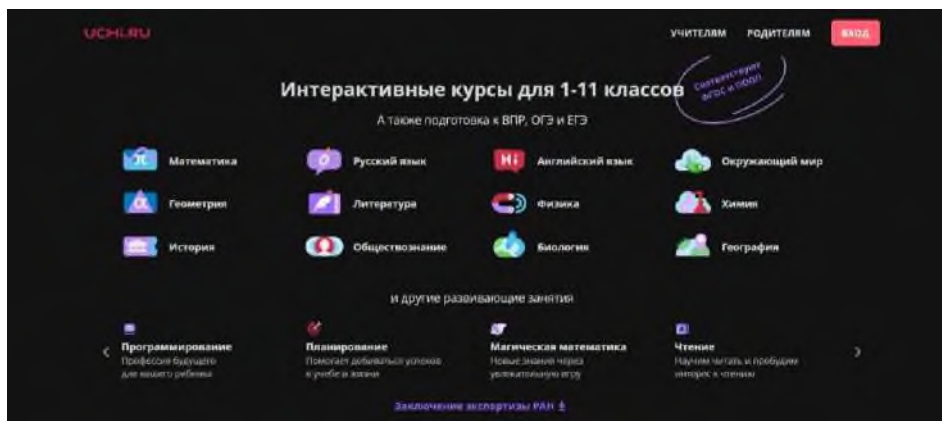 UCHI.RU
УЧИТЕЛЯМ РОДИТЕЛЯМ ВХОД
Интерактивные курсы для 1-11 классов
Соответствует
ФГОС и ПООП
А также подготовка к ВПР, ОГЭ и ЕГЭ
π Математика
Русский язык
Hi Английский язык
Окружающий мир
α Геометрия
Литература
Физика
Химия
История
Обществознание
Биология
География
и другие развивающие занятия
Программирование
Профессия будущего
для вашего ребенка
Планирование
Помогает добиваться успехов
в учебе и жизни
Магическая математика
Новые знания через
увлекательную игру
Чтение
Научим читать и пробудим
интерес к чтению
Заключение экспертизы РАН